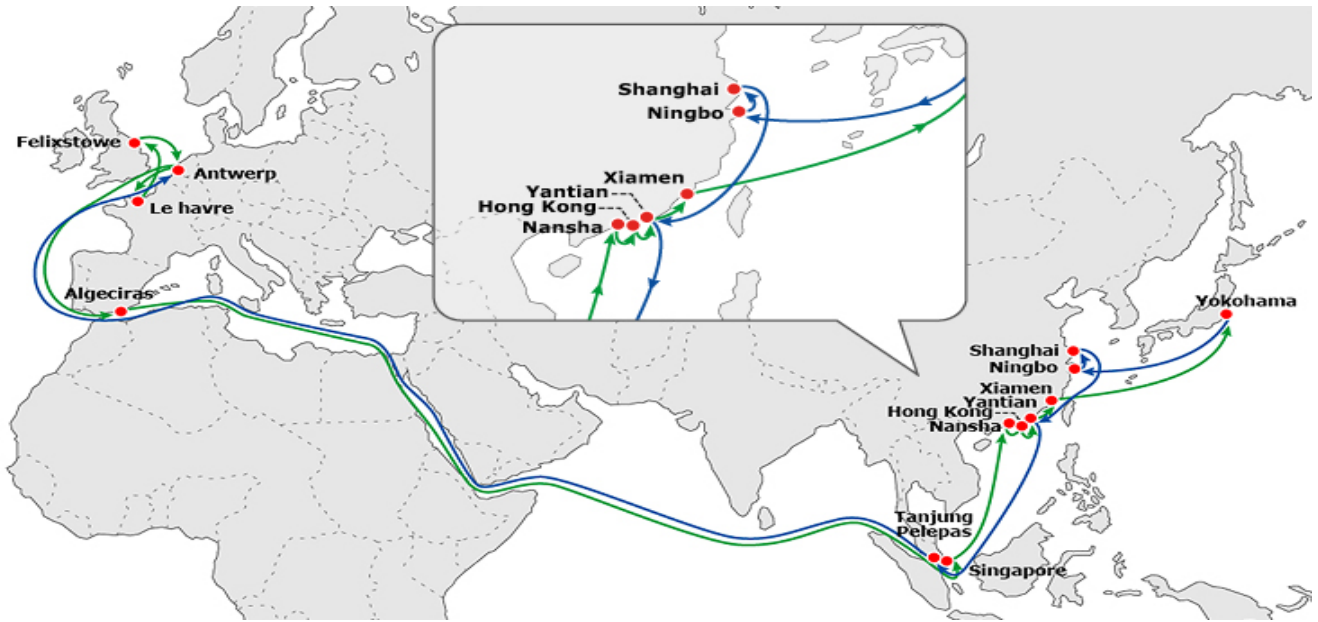 Shanghai
Ningbo
Xiamen
Yantian
Hong Kong
Nansha
Felixstowe
Antwerp
Le havre
Algeciras
Yokohama
Shanghai
Ningbo
Xiamen
Yantian
Hong Kong
Nansha
Tanjung
Pelepas
Singapore